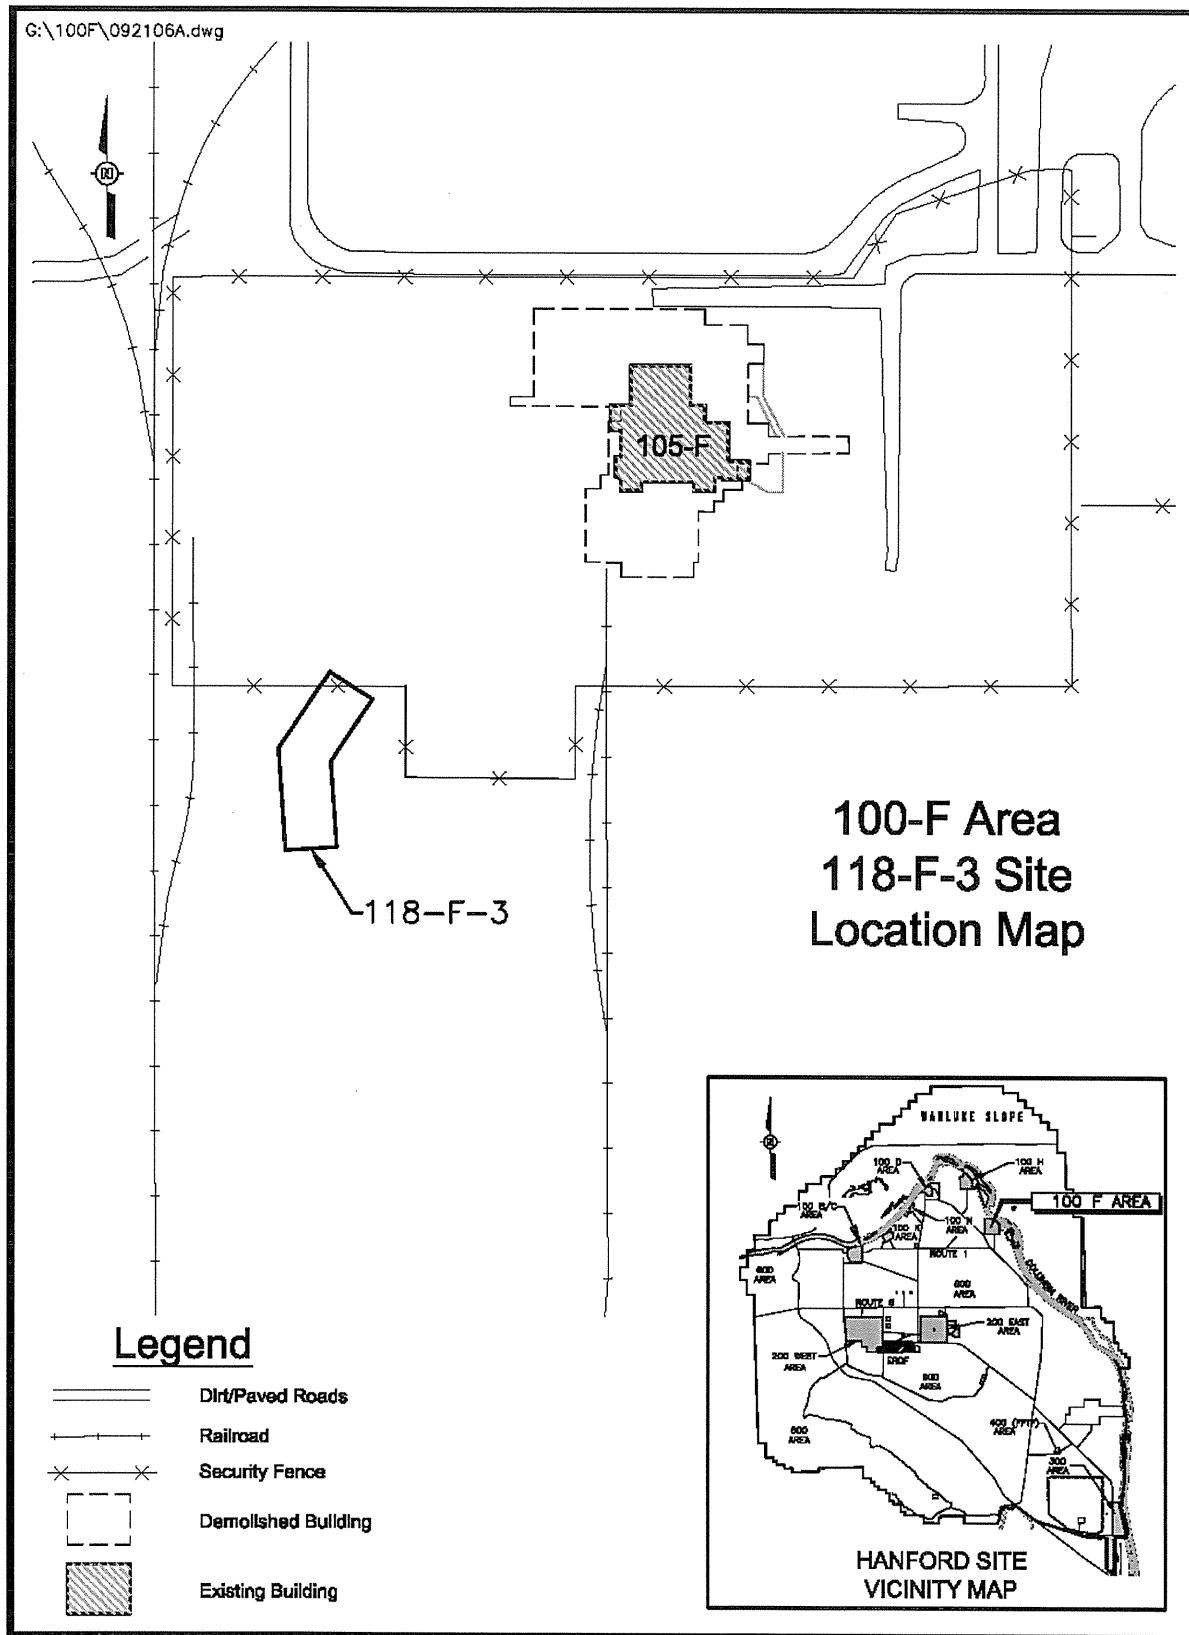 G:\100F\092106A.dwg
N
105-F
118-F-3
100-F Area
118-F-3 Site
Location Map
Legend
Dirt/Paved Roads
Railroad
Security Fence
Demolished Building
Existing Building
N
WAHLUKE SLOPE
100 D
AREA
100 H
AREA
100 F AREA
100 B/C
AREA
100 K
AREA
100 N
AREA
ROUTE 1
600
AREA
600
AREA
COLUMBIA RIVER
ROUTE 6
200 EAST
AREA
200 WEST
AREA
ERDF
600
AREA
600
AREA
400 (FFTF)
AREA
300
AREA
HANFORD SITE
VICINITY MAP